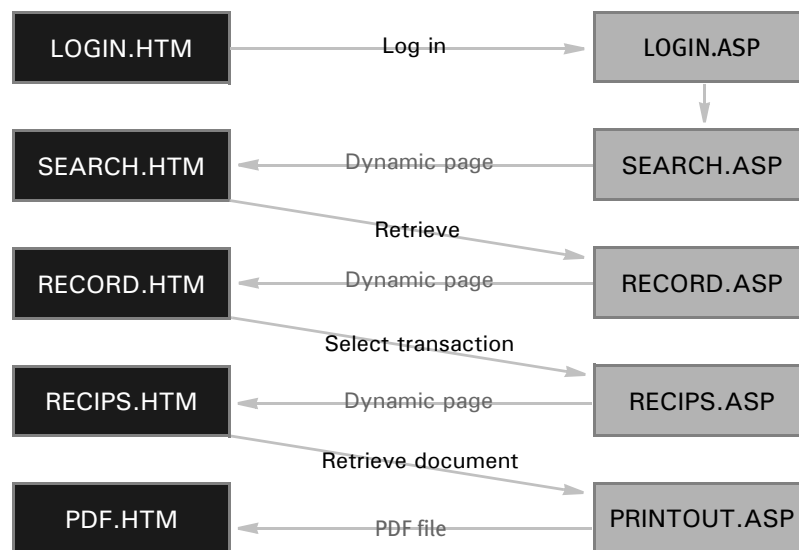 LOGIN.HTM
Log in
LOGIN.ASP
SEARCH.HTM
Dynamic page
SEARCH.ASP
Retrieve
RECORD.HTM
Dynamic page
RECORD.ASP
Select transaction
RECIPS.HTM
Dynamic page
RECIPS.ASP
Retrieve document
PDF.HTM
PDF file
PRINTOUT.ASP